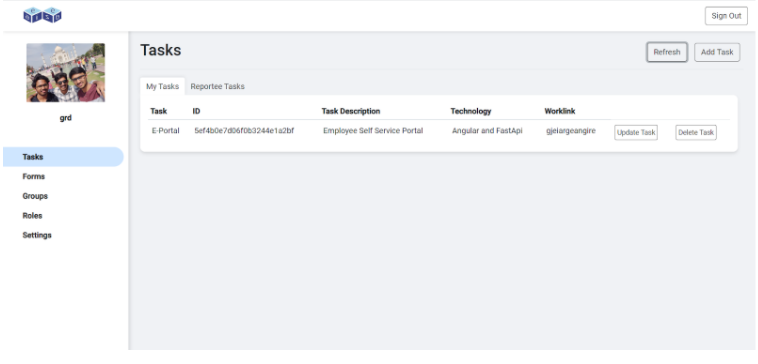 Sign Out
grd
Tasks
Forms
Groups
Roles
Settings
Tasks
Refresh
Add Task
My Tasks Reportee Tasks
Task ID Task Description Technology Worklink
E-Portal 5ef4b0e7d06f0b3244e1a2bf Employee Self Service Portal Angular and FastApi gjeiargeangire Update Task Delete Task